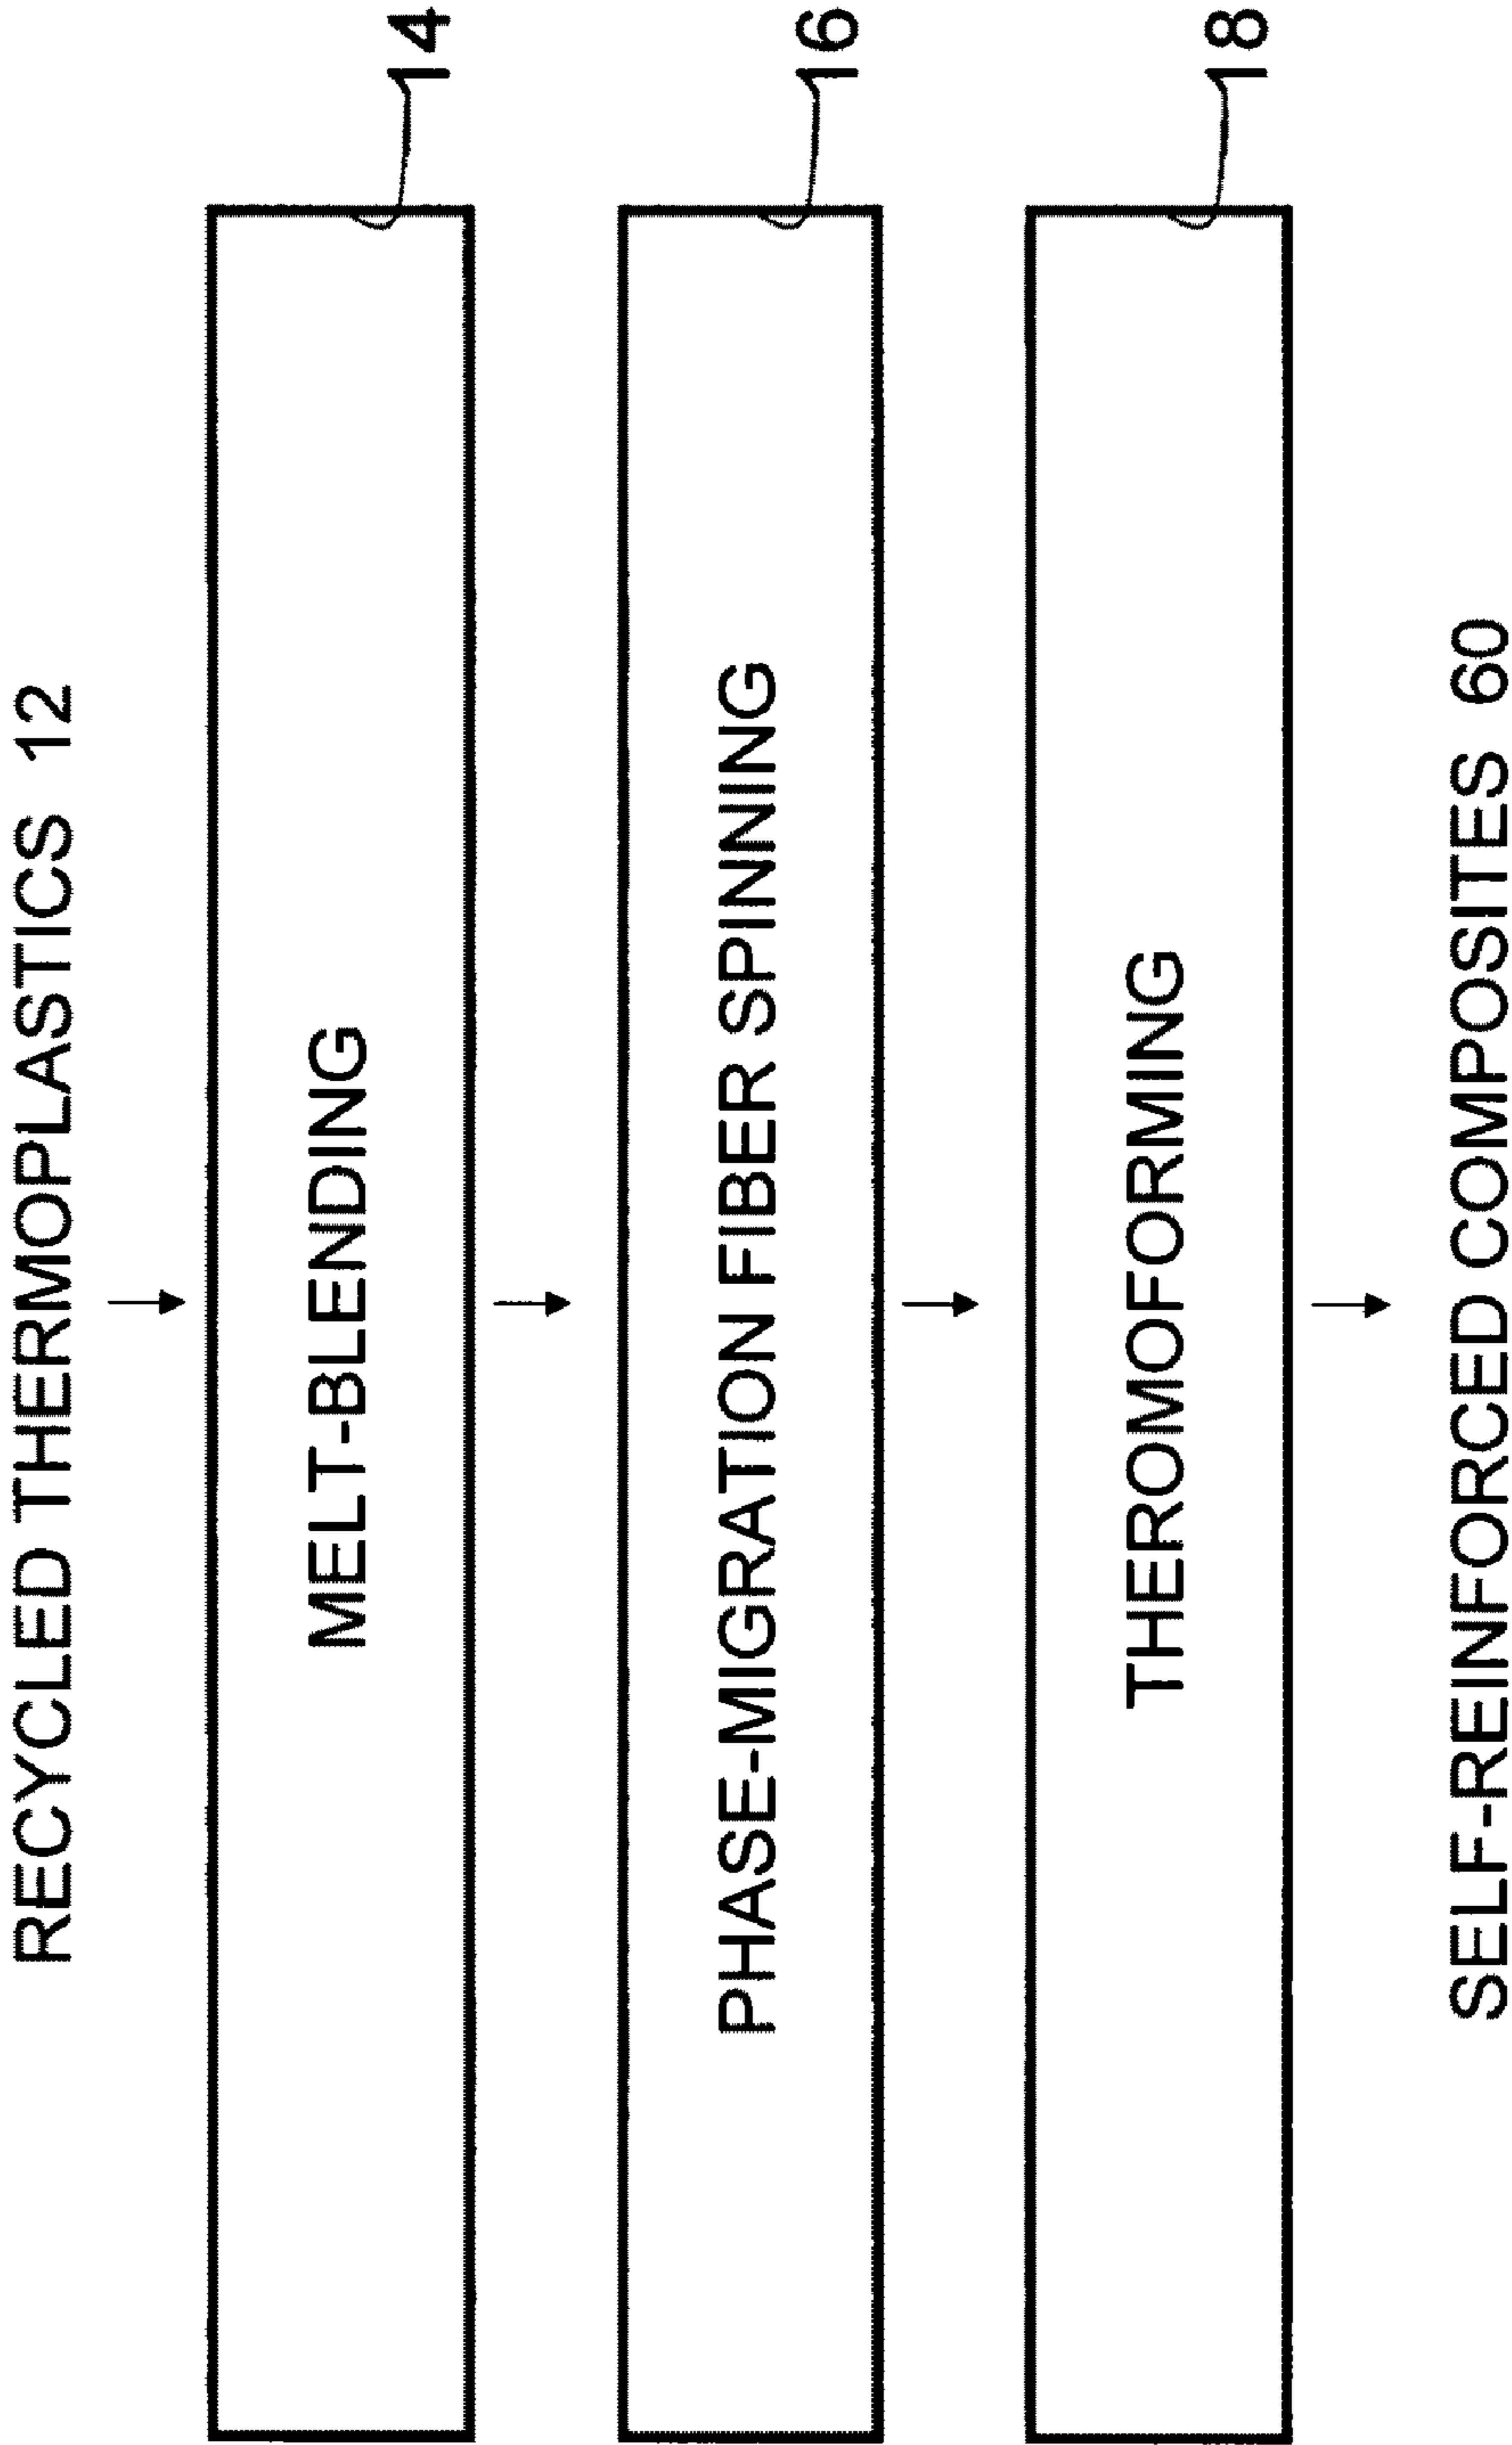 RECYCLED THERMOPLASTICS 12
MELT-BLENDING
14
PHASE-MIGRATION FIBER SPINNING
16
THEROMOFORMING
18
SELF-REINFORCED COMPOSITES 60